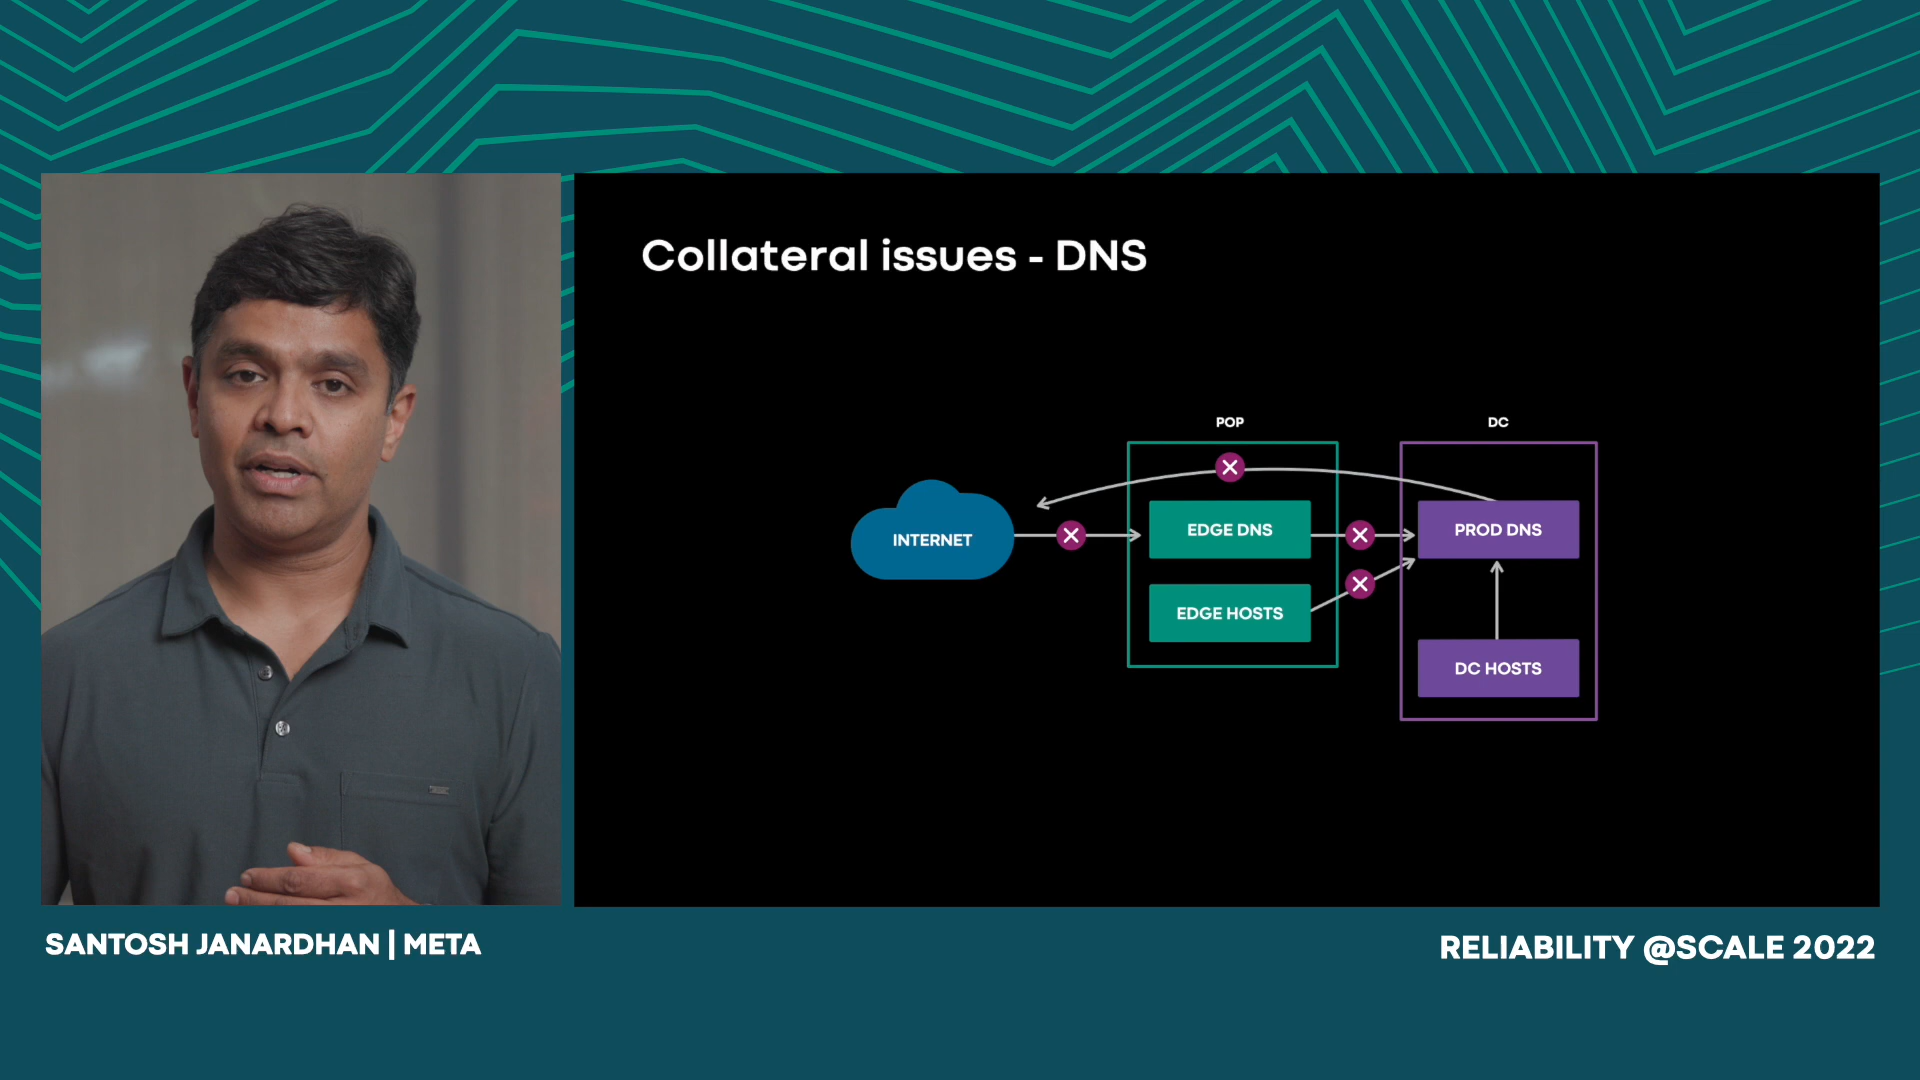 Collateral issues - DNS
POP
DC
INTERNET
EDGE DNS
PROD DNS
EDGE HOSTS
DC HOSTS
SANTOSH JANARDHAN | META
RELIABILITY @SCALE 2022